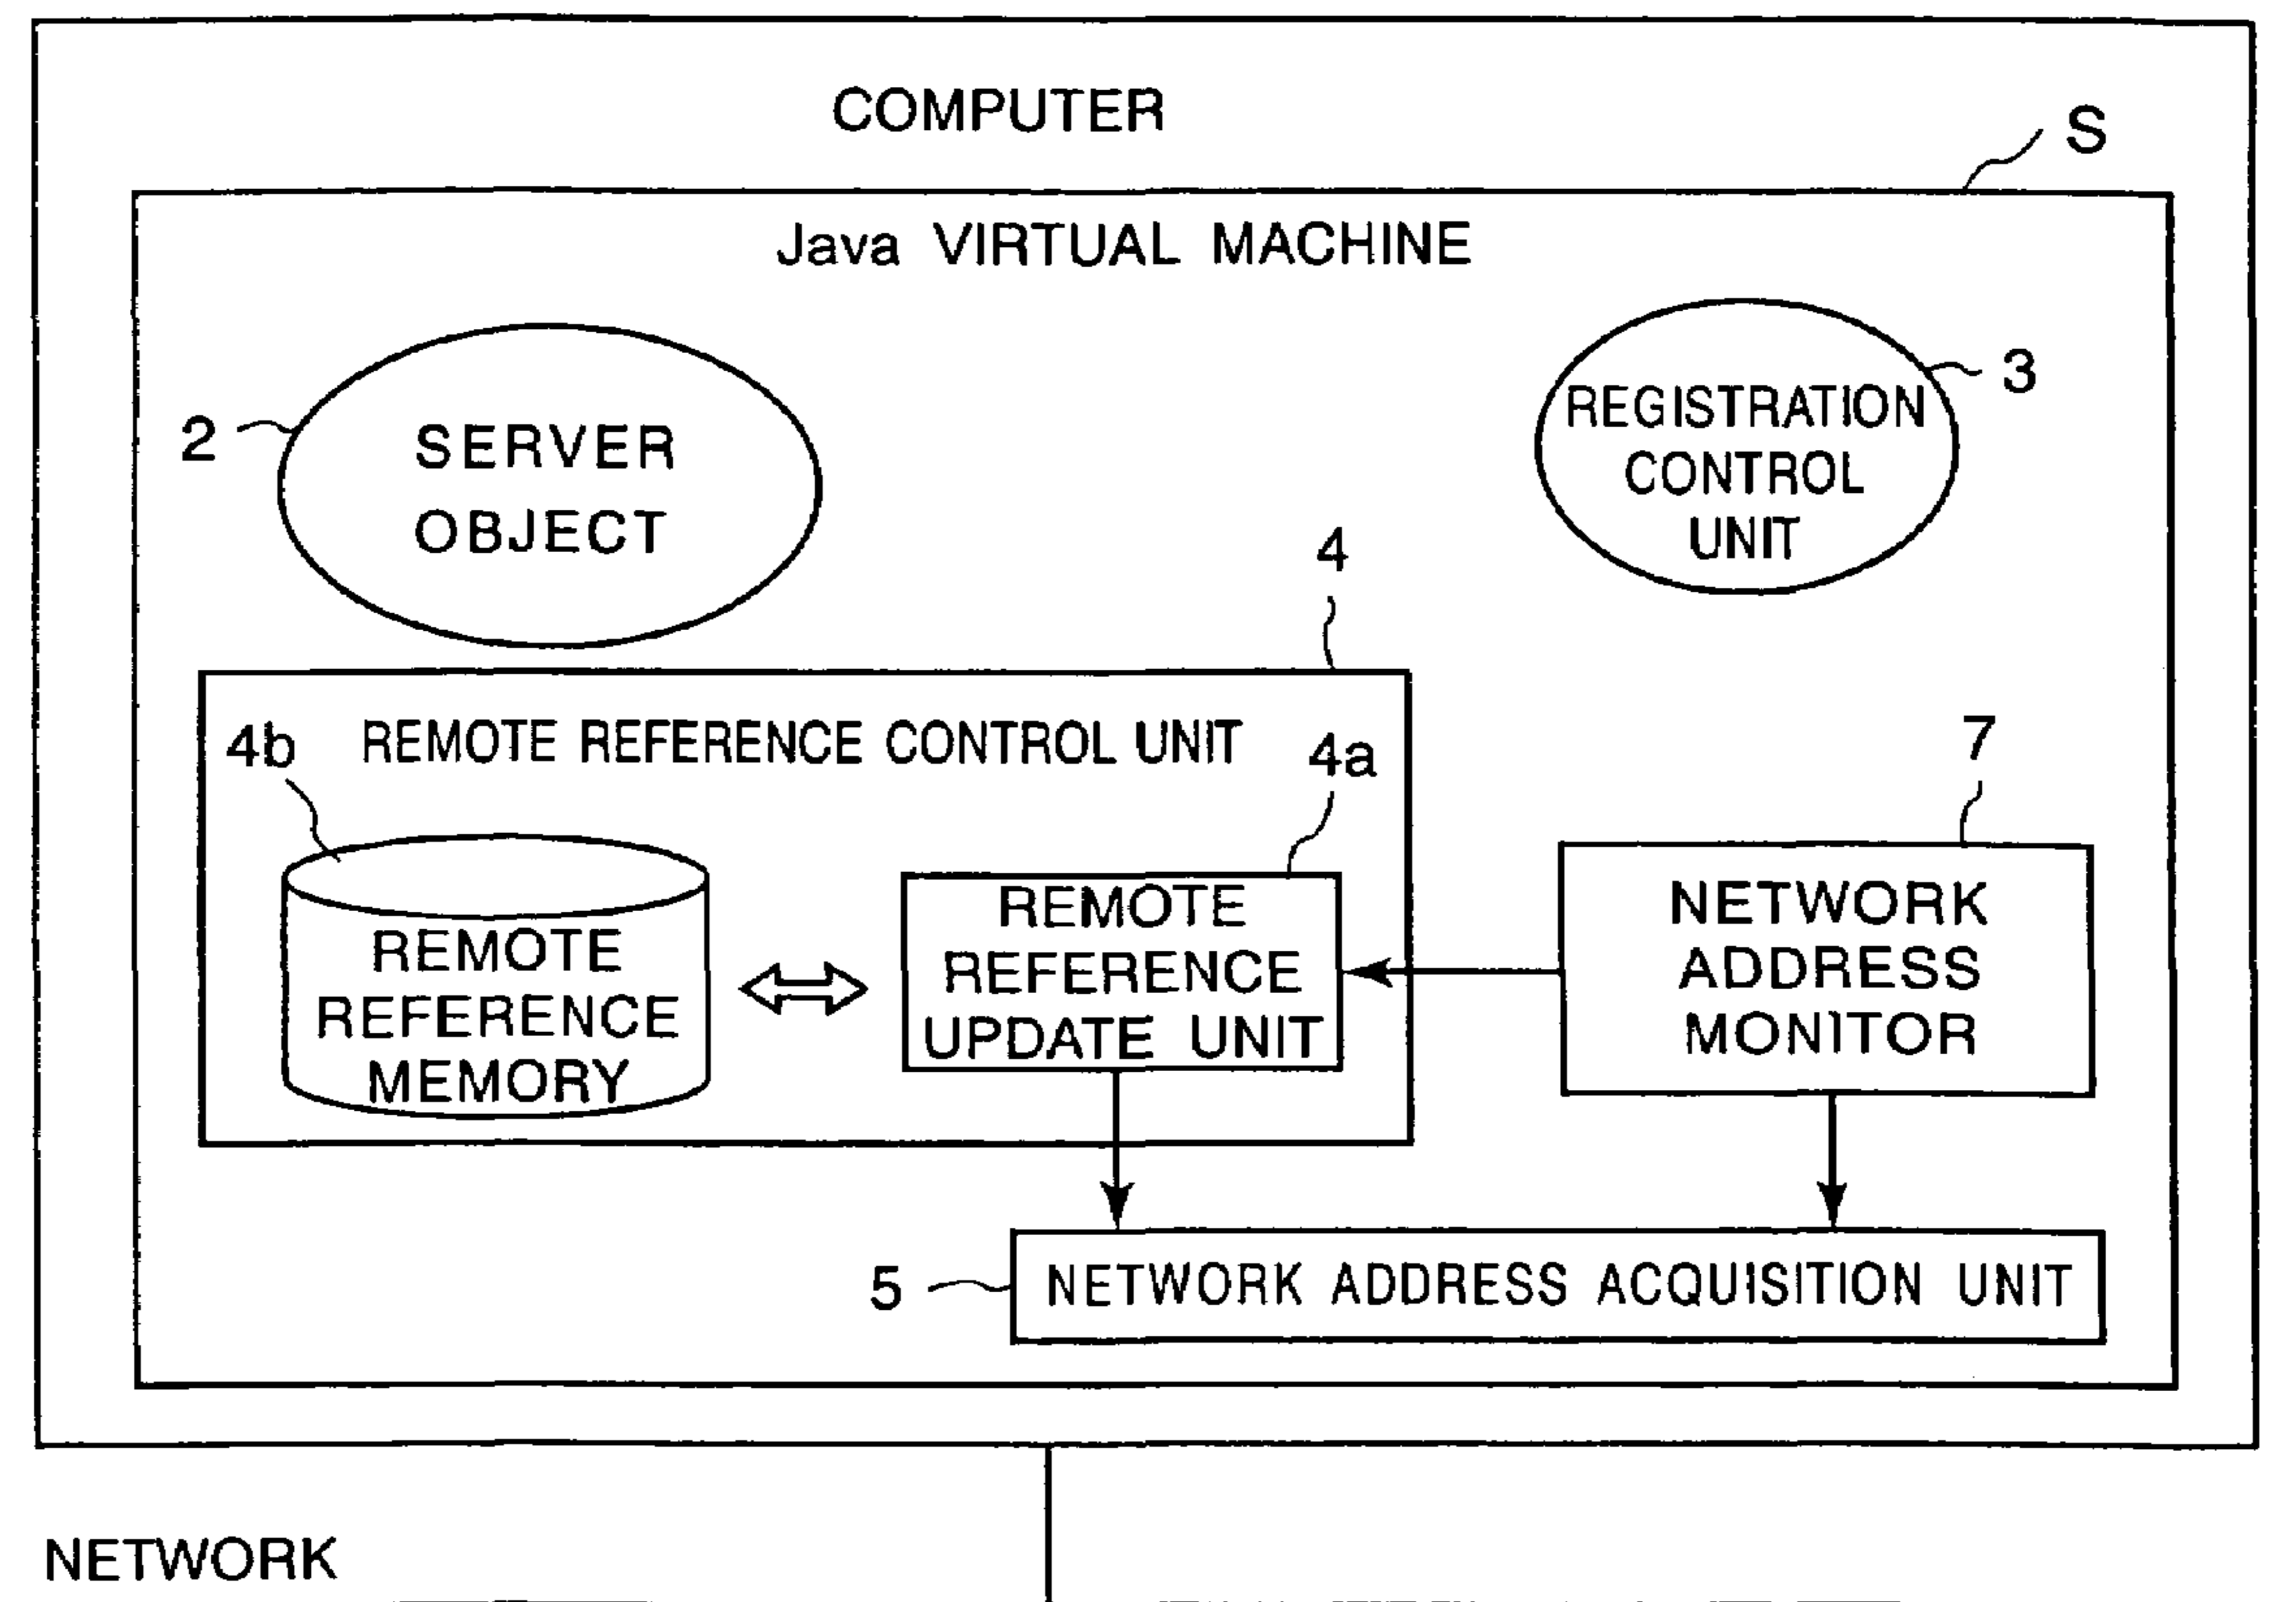 COMPUTER
S
Java VIRTUAL MACHINE
2
SERVER
OBJECT
3
REGISTRATION
CONTROL
UNIT
4
REMOTE REFERENCE CONTROL UNIT
4b
4a
7
REMOTE
REFERENCE
MEMORY
REMOTE
REFERENCE
UPDATE UNIT
NETWORK
ADDRESS
MONITOR
5
NETWORK ADDRESS ACQUISITION UNIT
NETWORK